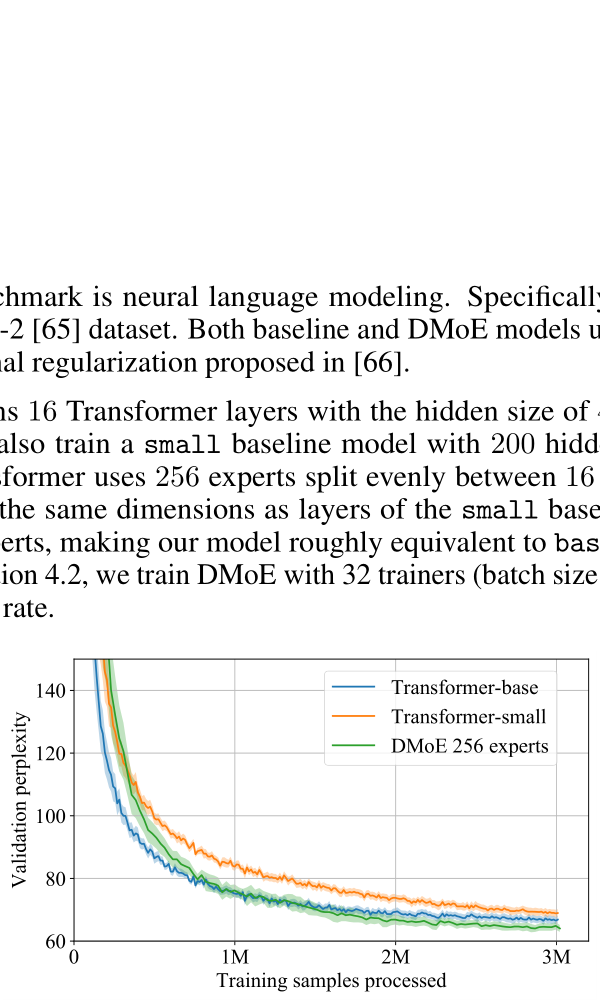 chmark is neural language modeling. Specifically
-2 [65] dataset. Both baseline and DMoE models u
nal regularization proposed in [66].
ns 16 Transformer layers with the hidden size of 4
also train a small baseline model with 200 hidd
sformer uses 256 experts split evenly between 16
the same dimensions as layers of the small base
perts, making our model roughly equivalent to bas
tion 4.2, we train DMoE with 32 trainers (batch size
rate.
140
120
100
80
60
Validation perplexity
Transformer-base
Transformer-small
DMoE 256 experts
0 1M 2M 3M
Training samples processed